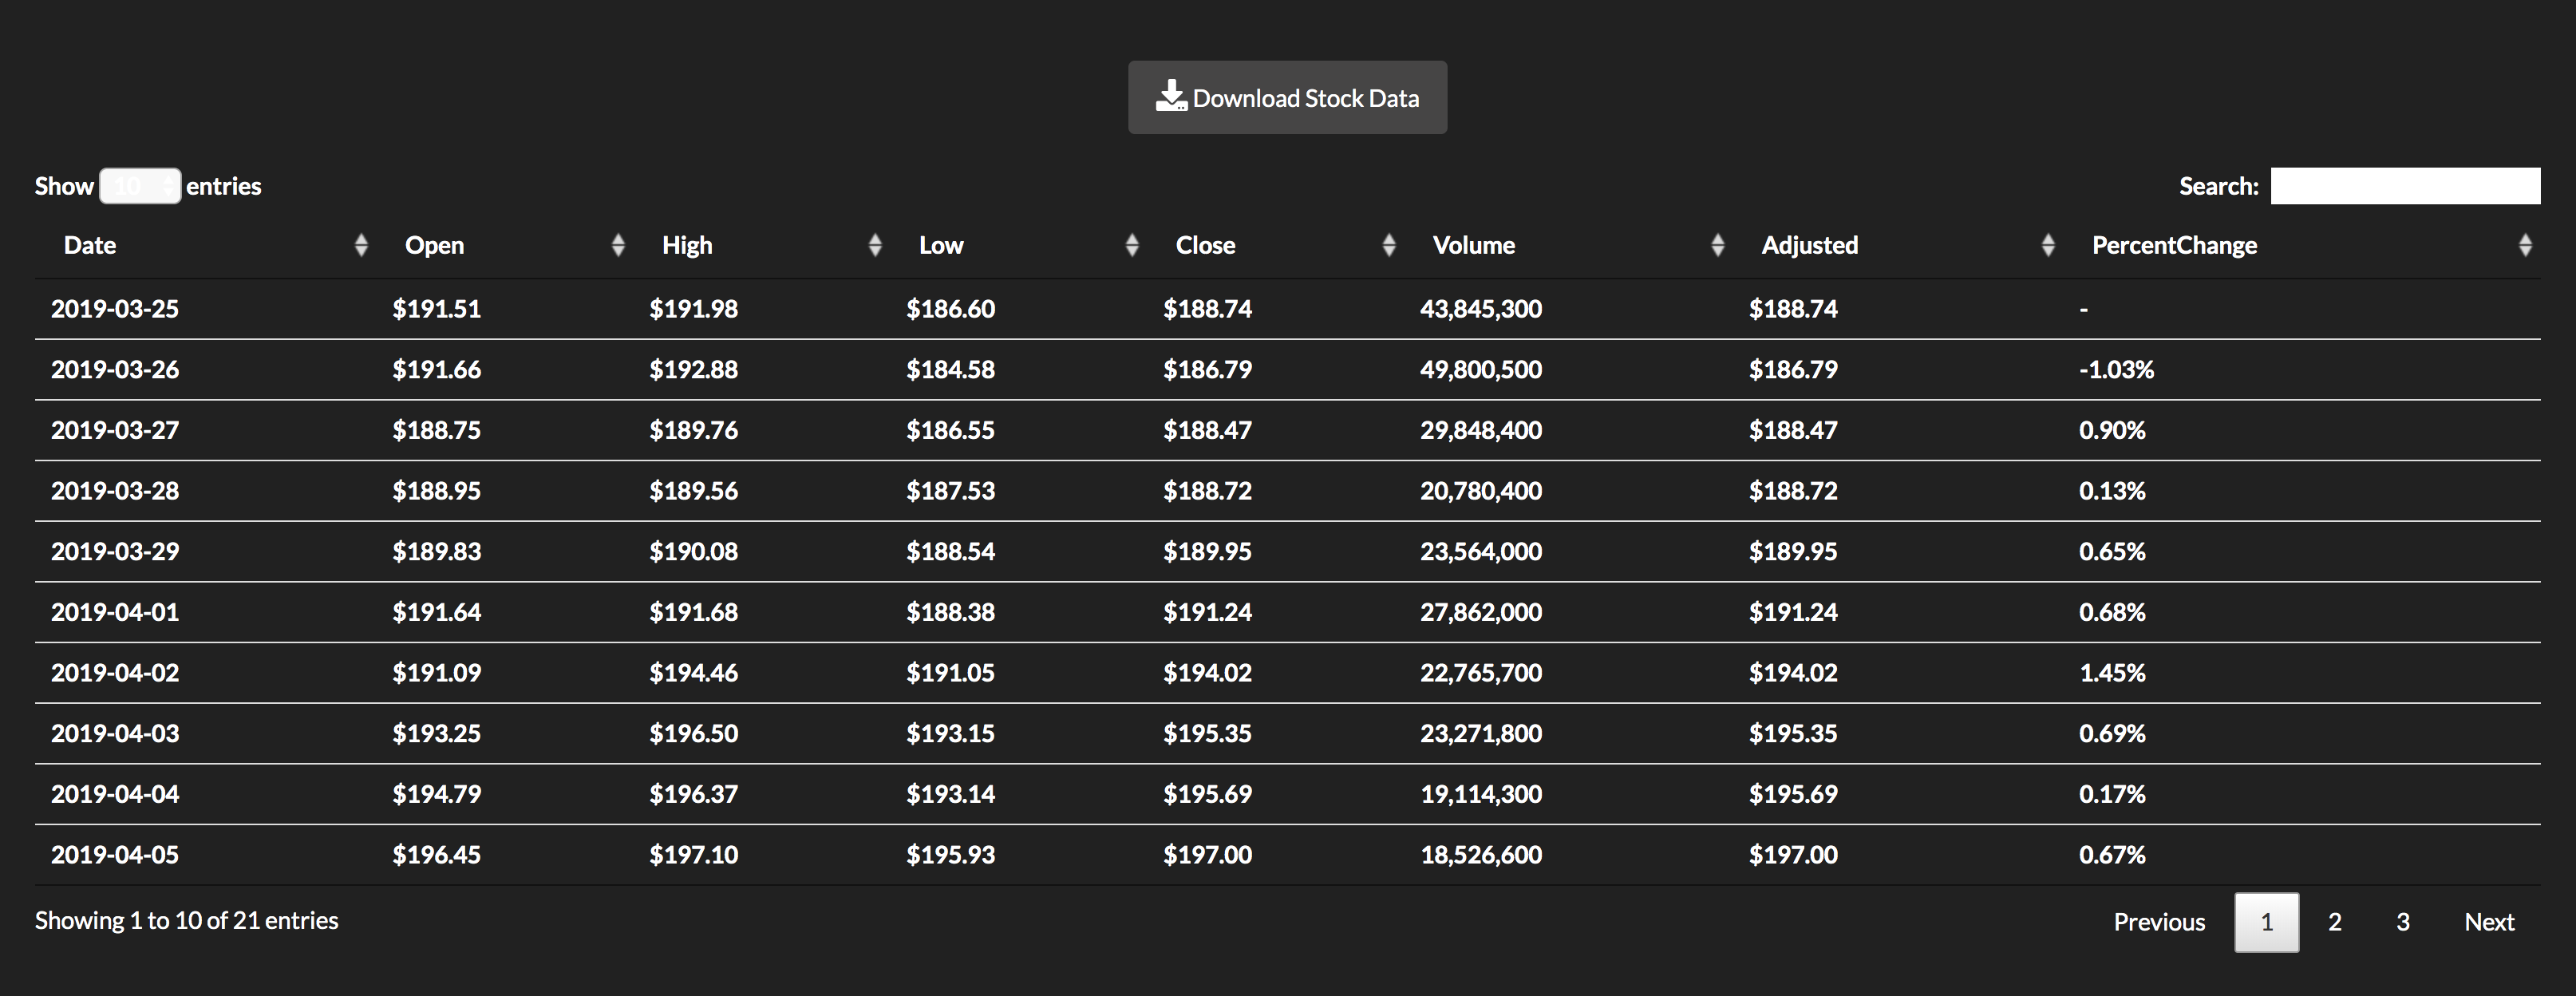 Download Stock Data
Show 10 entries Search:
Date Open High Low Close Volume Adjusted PercentChange
2019-03-25 $191.51 $191.98 $186.60 $188.74 43,845,300 $188.74 -
2019-03-26 $191.66 $192.88 $184.58 $186.79 49,800,500 $186.79 -1.03%
2019-03-27 $188.75 $189.76 $186.55 $188.47 29,848,400 $188.47 0.90%
2019-03-28 $188.95 $189.56 $187.53 $188.72 20,780,400 $188.72 0.13%
2019-03-29 $189.83 $190.08 $188.54 $189.95 23,564,000 $189.95 0.65%
2019-04-01 $191.64 $191.68 $188.38 $191.24 27,862,000 $191.24 0.68%
2019-04-02 $191.09 $194.46 $191.05 $194.02 22,765,700 $194.02 1.45%
2019-04-03 $193.25 $196.50 $193.15 $195.35 23,271,800 $195.35 0.69%
2019-04-04 $194.79 $196.37 $193.14 $195.69 19,114,300 $195.69 0.17%
2019-04-05 $196.45 $197.10 $195.93 $197.00 18,526,600 $197.00 0.67%
Showing 1 to 10 of 21 entries Previous 1 2 3 Next